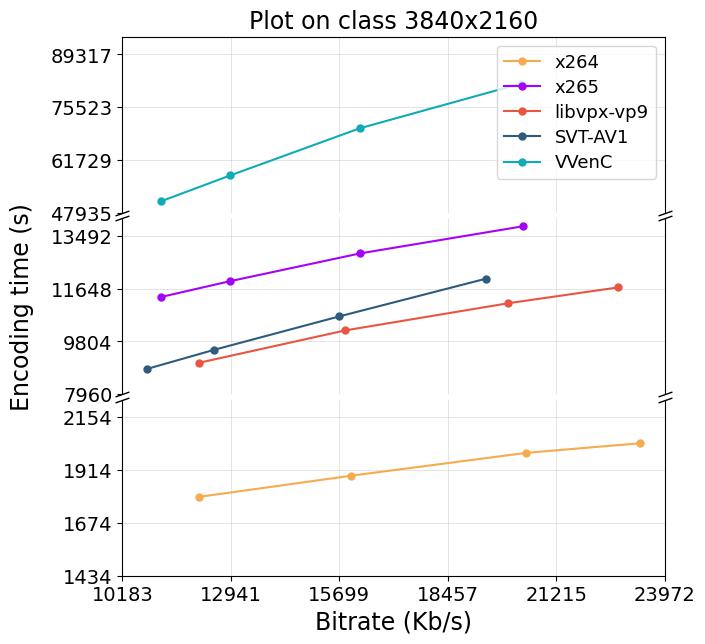 Plot on class 3840x2160
89317
75523
61729
47935
13492
11648
9804
7960
2154
1914
1674
1434
Encoding time (s)
x264
x265
libvpx-vp9
SVT-AV1
VVenC
10183 12941 15699 18457 21215 23972
Bitrate (Kb/s)